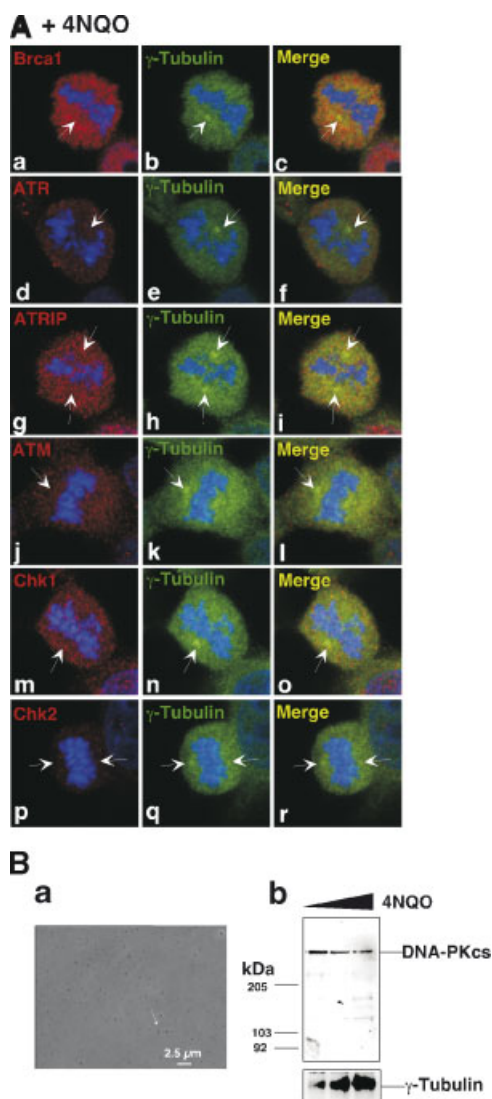 A + 4NQO
Brca1 γ-Tubulin Merge
a b c
ATR γ-Tubulin Merge
d e f
ATRIP γ-Tubulin Merge
g h i
ATM γ-Tubulin Merge
j k l
Chk1 γ-Tubulin Merge
m n o
Chk2 γ-Tubulin Merge
p q r
B
a b
4NQO
DNA-PKcs
kDa
205
2.5 μm
103
92
γ-Tubulin